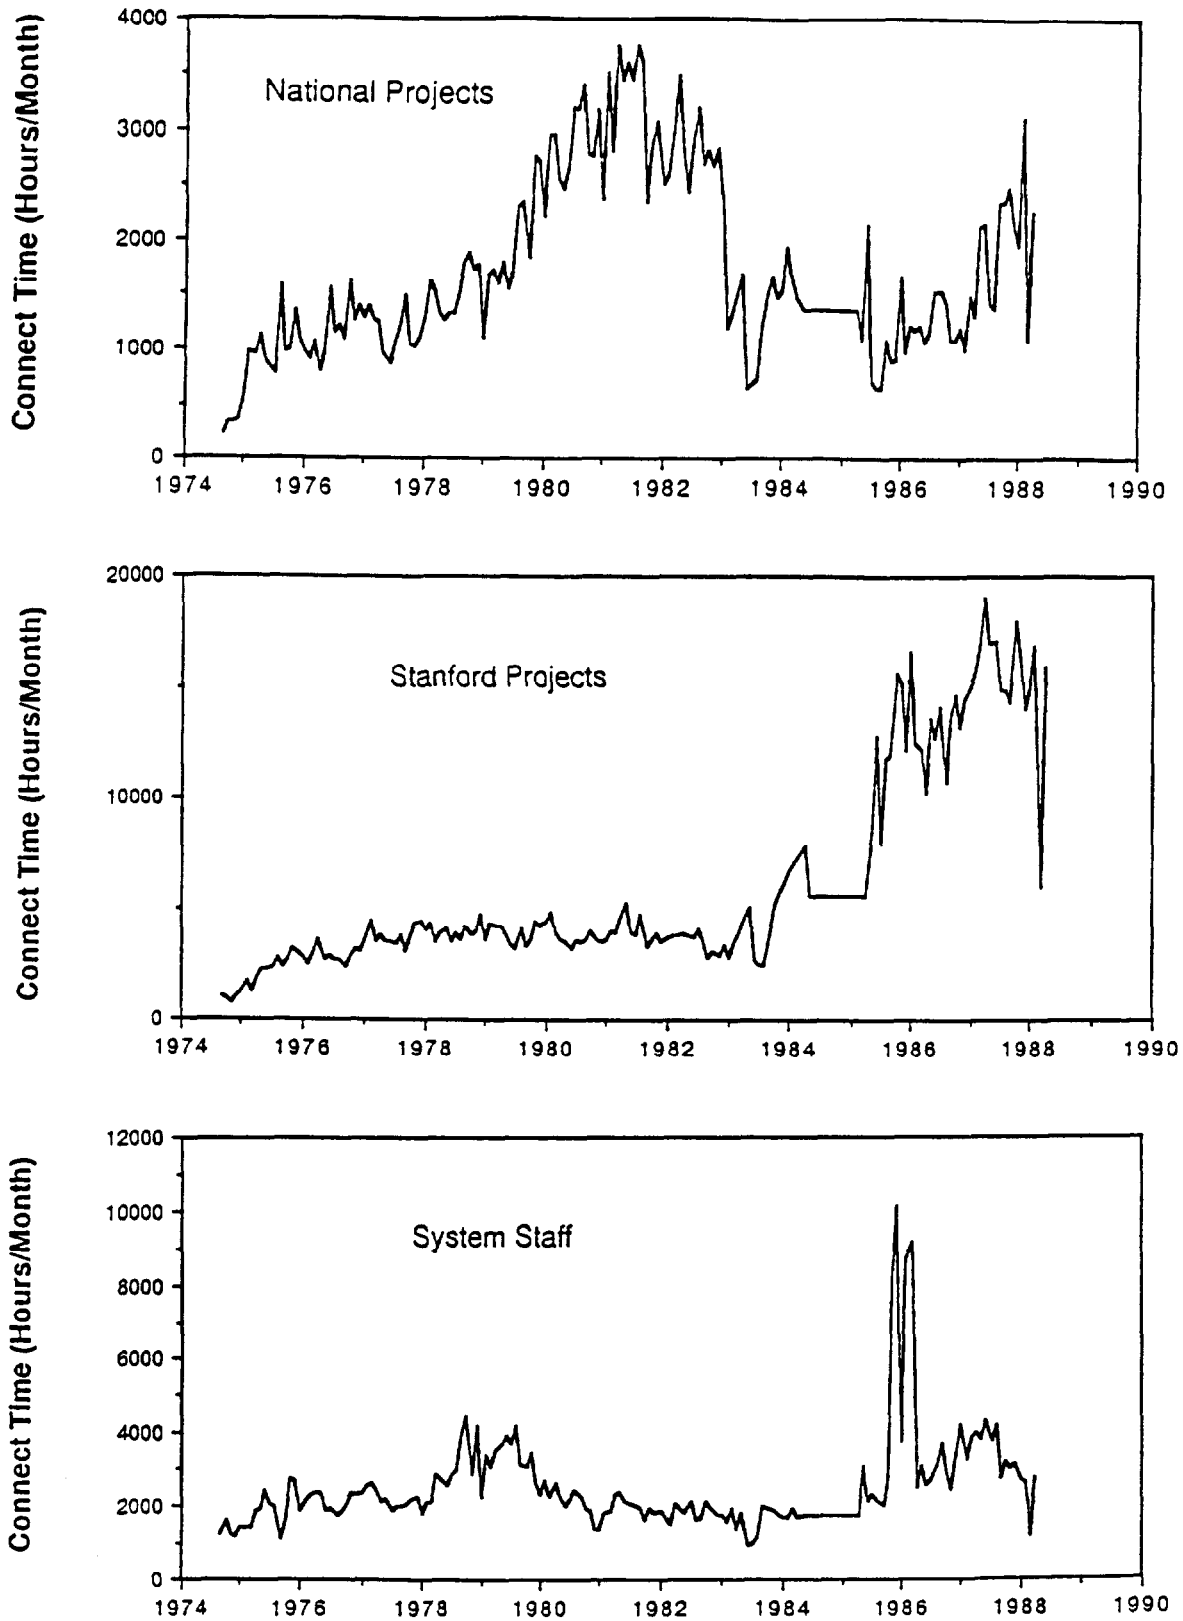 Connect Time (Hours/Month)
4000
3000
2000
1000
0
National Projects
1974 1976 1978 1980 1982 1984 1986 1988 1990
Connect Time (Hours/Month)
20000
10000
0
Stanford Projects
1974 1976 1978 1980 1982 1984 1986 1988 1990
Connect Time (Hours/Month)
12000
10000
8000
6000
4000
2000
0
System Staff
1974 1976 1978 1980 1982 1984 1986 1988 1990